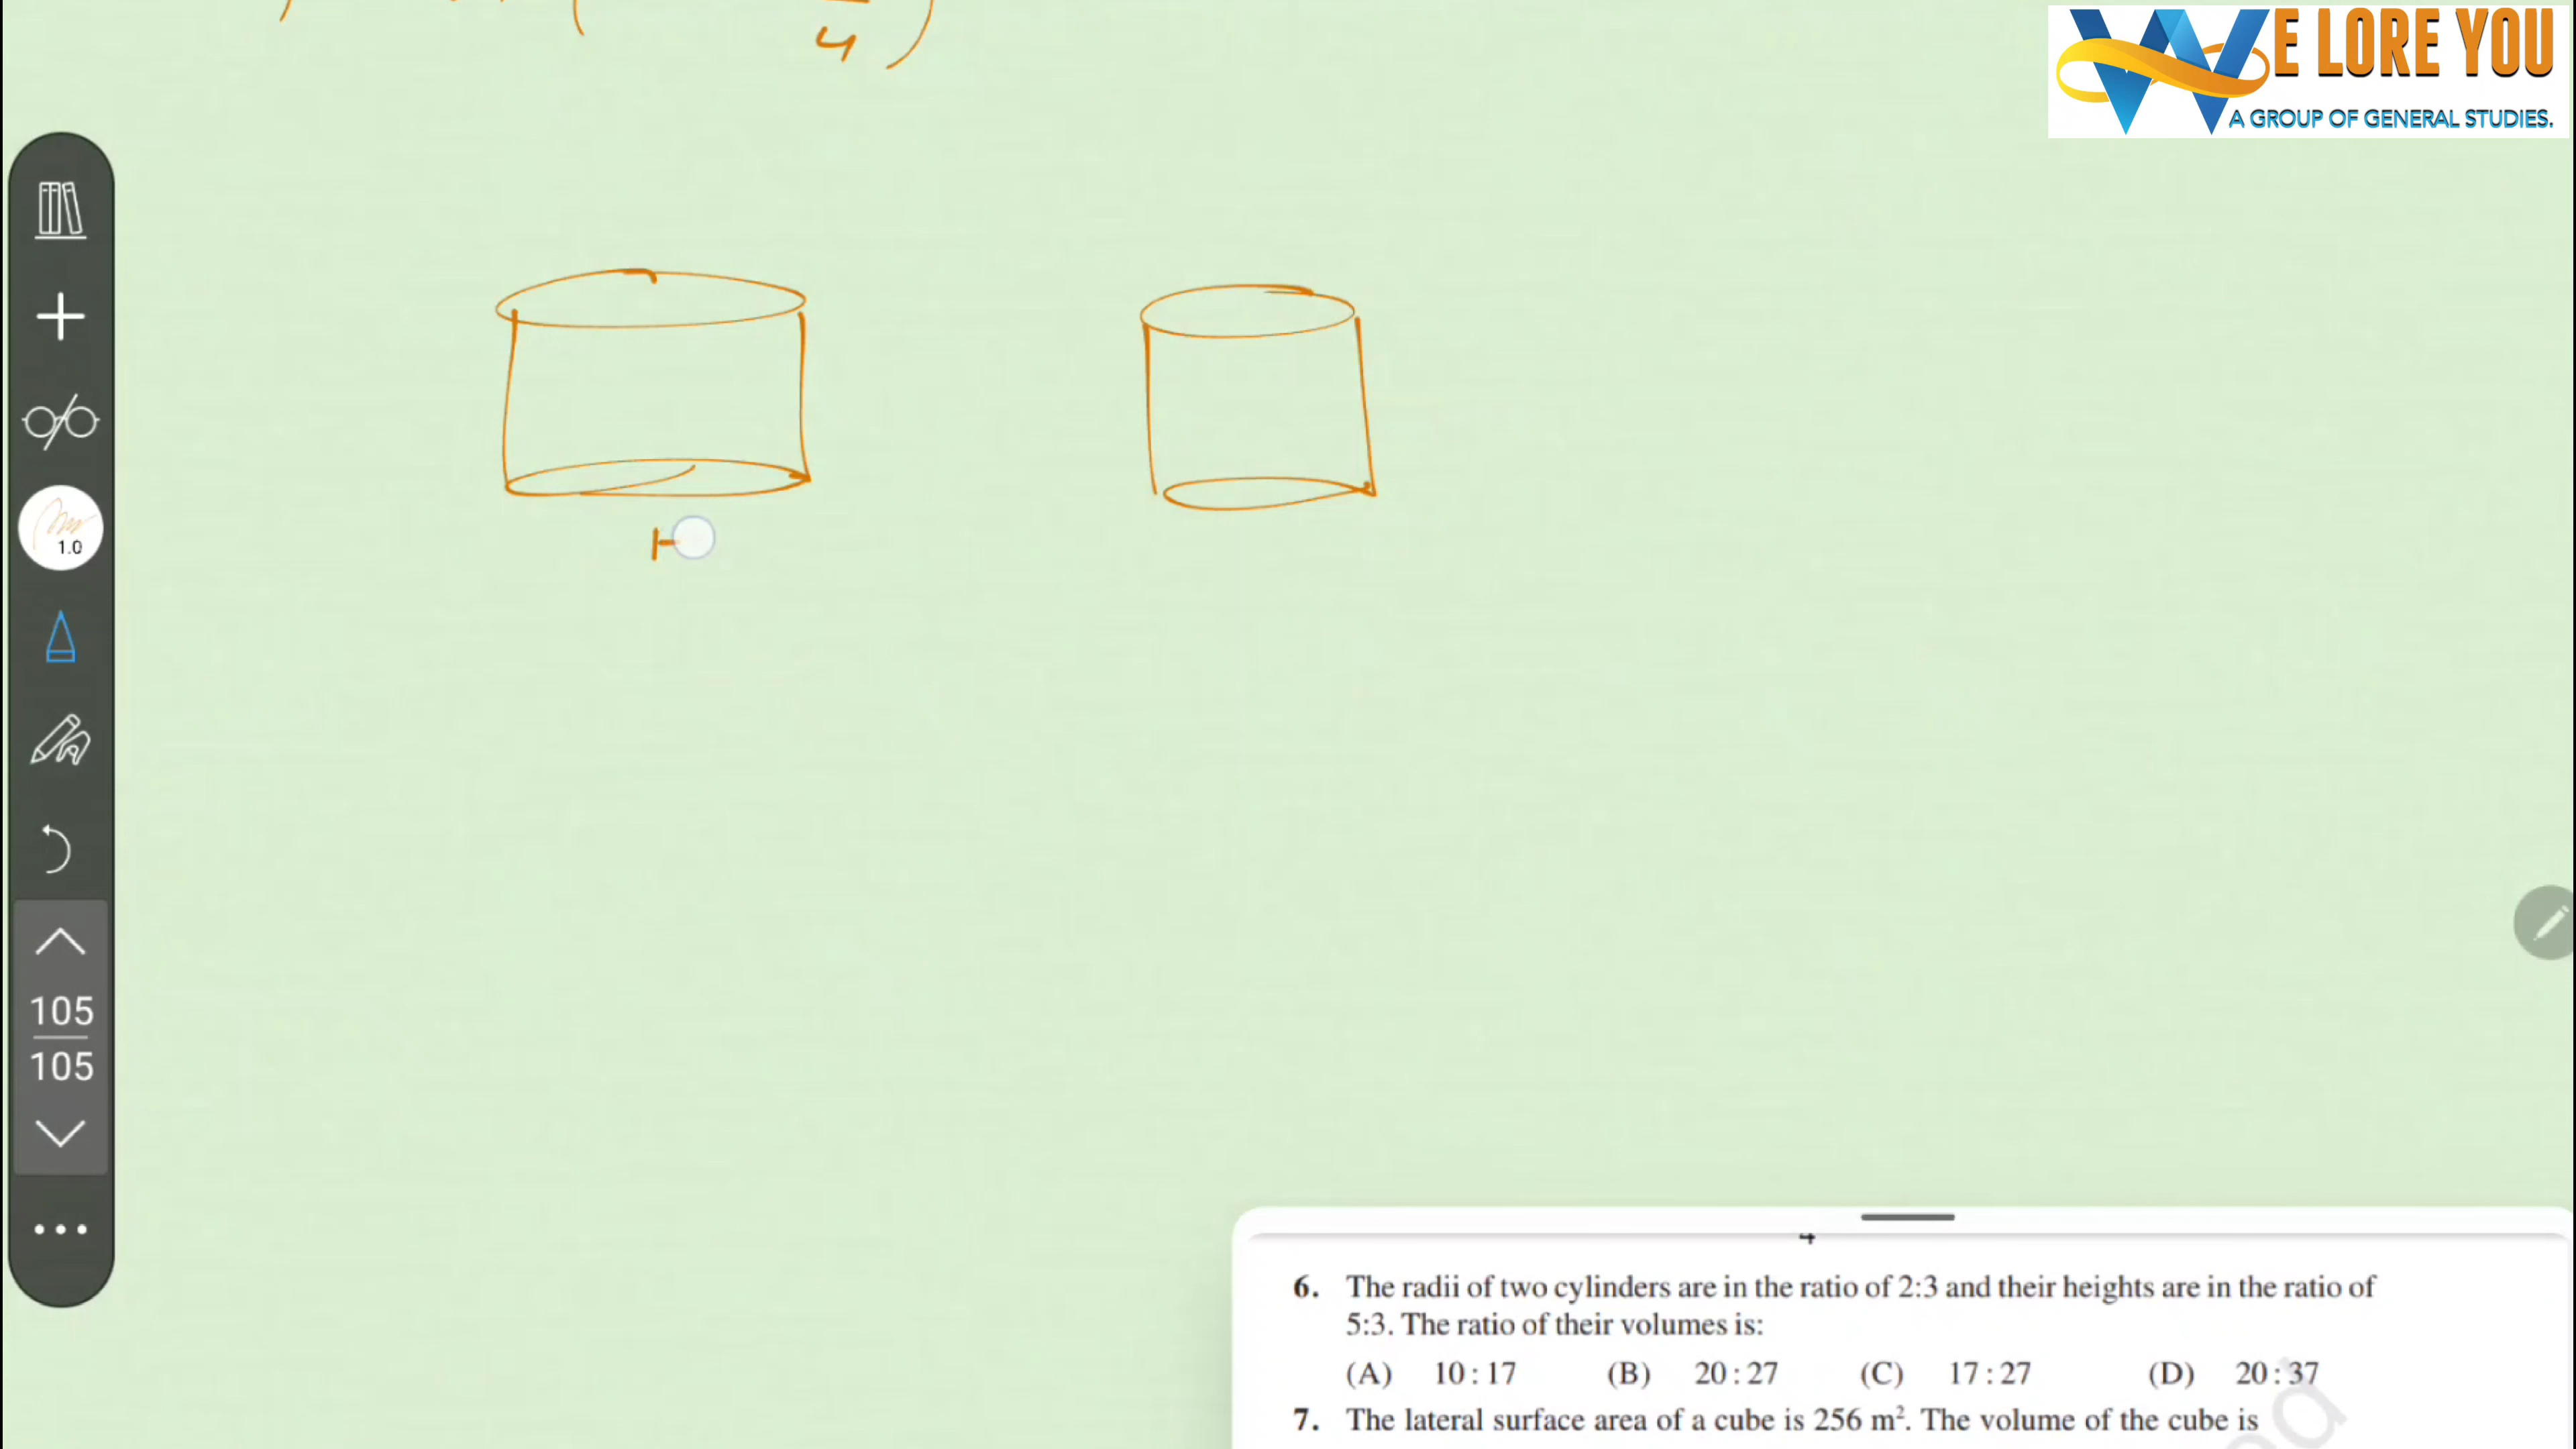 4 )
WE LORE YOU
A GROUP OF GENERAL STUDIES.
1.0
105
105
6. The radii of two cylinders are in the ratio of 2:3 and their heights are in the ratio of
5:3. The ratio of their volumes is:
(A) 10 : 17 (B) 20 : 27 (C) 17 : 27 (D) 20 : 37
7. The lateral surface area of a cube is 256 m². The volume of the cube is